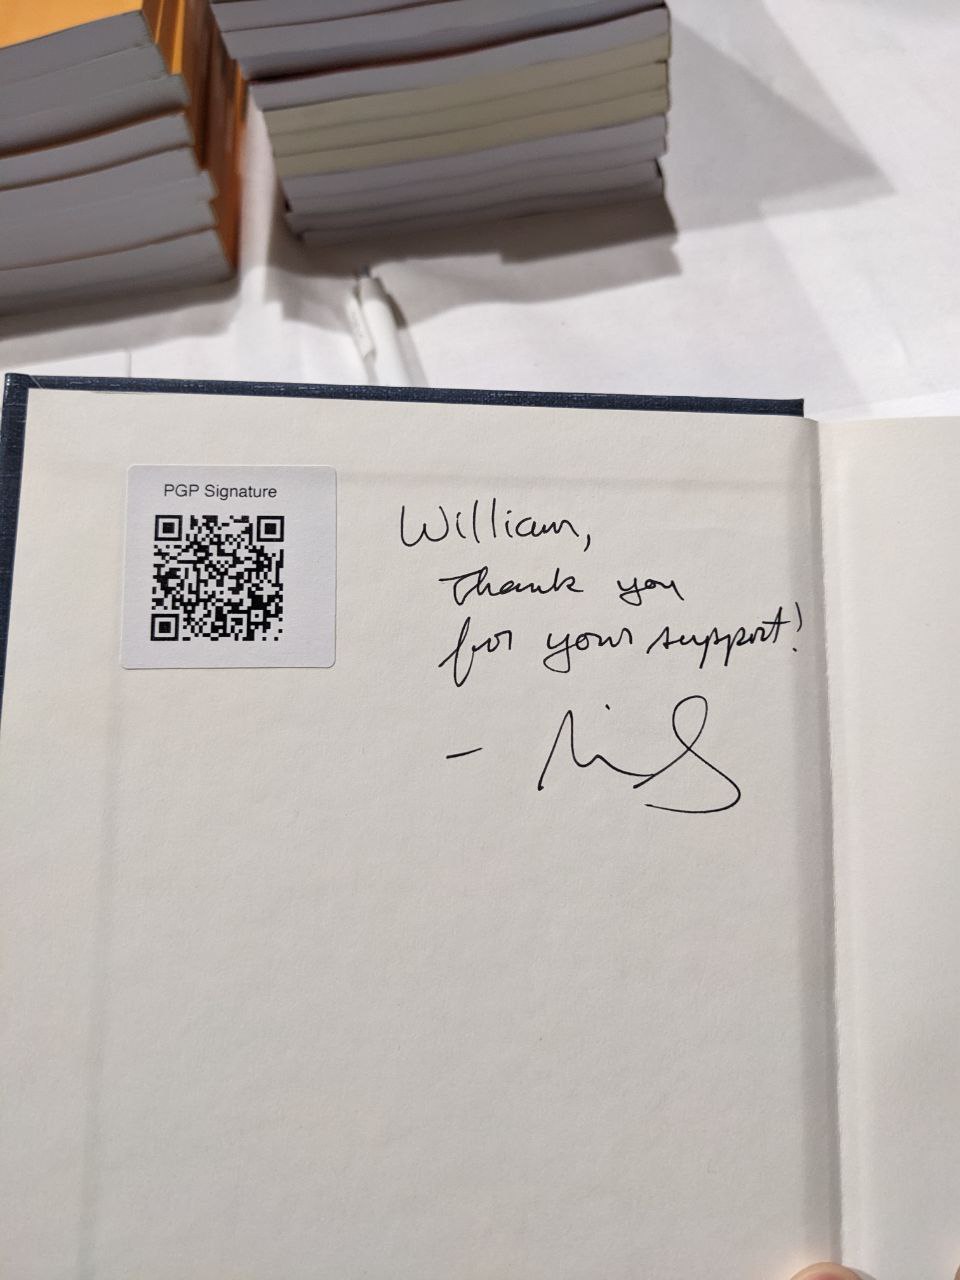 PGP Signature
William,
Thank you
for your support!
-